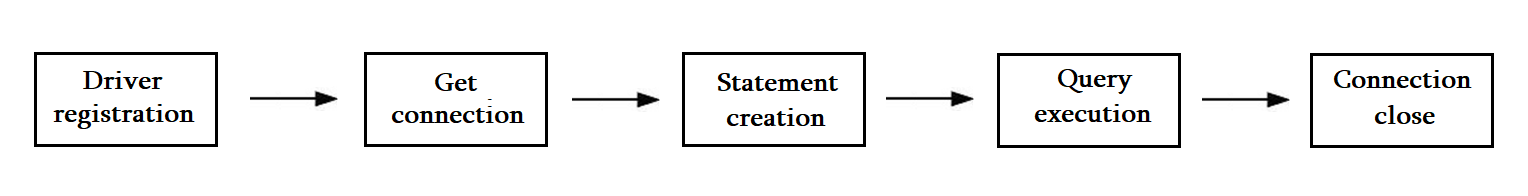 Driver
registration
Get
connection
Statement
creation
Query
execution
Connection
close